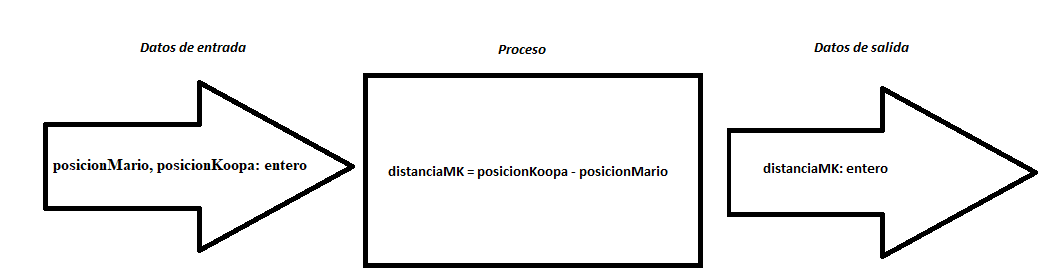 Datos de entrada
Proceso
Datos de salida
posicionMario, posicionKoopa: entero
distanciaMK = posicionKoopa - posicionMario
distanciaMK: entero